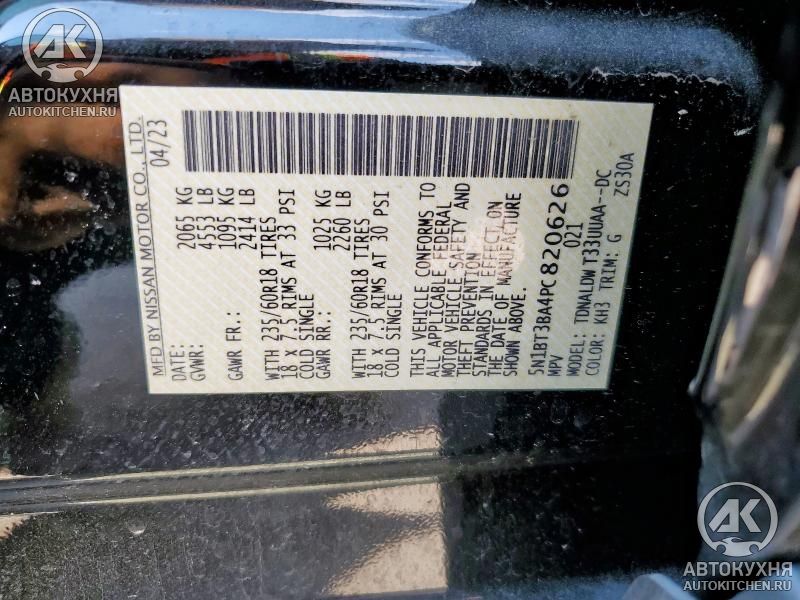 MFD BY NISSAN MOTOR CO., LTD.
DATE: 04/23
GVWR: 2065 KG
4553 LB
GAWR FR.: 1095 KG
2414 LB
WITH 235/60R18 TIRES
18 x 7.5 RIMS AT 33 PSI
COLD SINGLE
GAWR RR.: 1025 KG
2260 LB
WITH 235/60R18 TIRES
18 x 7.5 RIMS AT 30 PSI
COLD SINGLE
THIS VEHICLE CONFORMS TO
ALL APPLICABLE FEDERAL
MOTOR VEHICLE SAFETY AND
THEFT PREVENTION
STANDARDS IN EFFECT ON
THE DATE OF MANUFACTURE
SHOWN ABOVE.
5N1BT3BA4PC820626
MPV 021
MODEL: TDNALDW T33UUAA--DC
COLOR: KH3 TRIM: G ZS30A
АК
АВТОКУХНЯ
AUTOKITCHEN.RU
АК
АВТОКУХНЯ
AUTOKITCHEN.RU